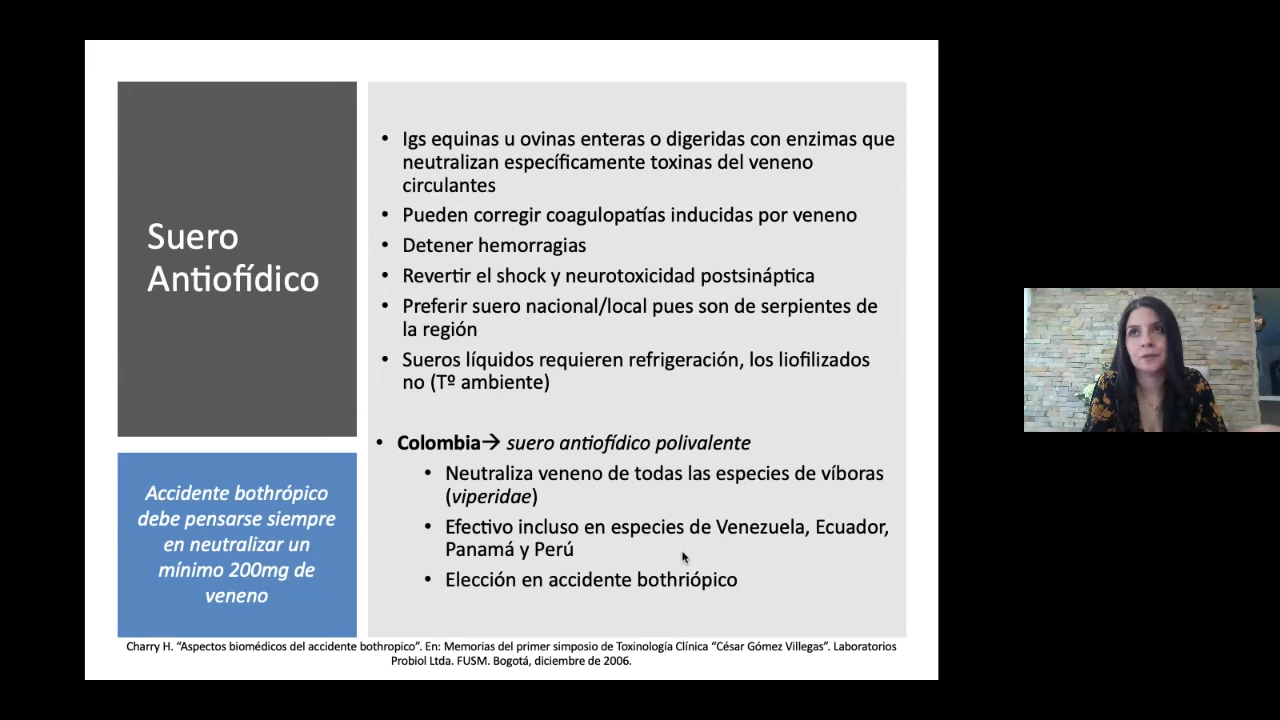 Suero
Antiofídico
Accidente bothrópico
debe pensarse siempre
en neutralizar un
mínimo 200mg de
veneno
• Igs equinas u ovinas enteras o digeridas con enzimas que
neutralizan específicamente toxinas del veneno
circulantes
• Pueden corregir coagulopatías inducidas por veneno
• Detener hemorragias
• Revertir el shock y neurotoxicidad postsináptica
• Preferir suero nacional/local pues son de serpientes de
la región
• Sueros líquidos requieren refrigeración, los liofilizados
no (Tº ambiente)
• Colombia→ suero antiofídico polivalente
• Neutraliza veneno de todas las especies de víboras
(viperidae)
• Efectivo incluso en especies de Venezuela, Ecuador,
Panamá y Perú
• Elección en accidente bothriópico
Charry H. “Aspectos biomédicos del accidente bothropico”. En: Memorias del primer simposio de Toxinología Clínica “César Gómez Villegas”. Laboratorios
Probiol Ltda. FUSM. Bogotá, diciembre de 2006.